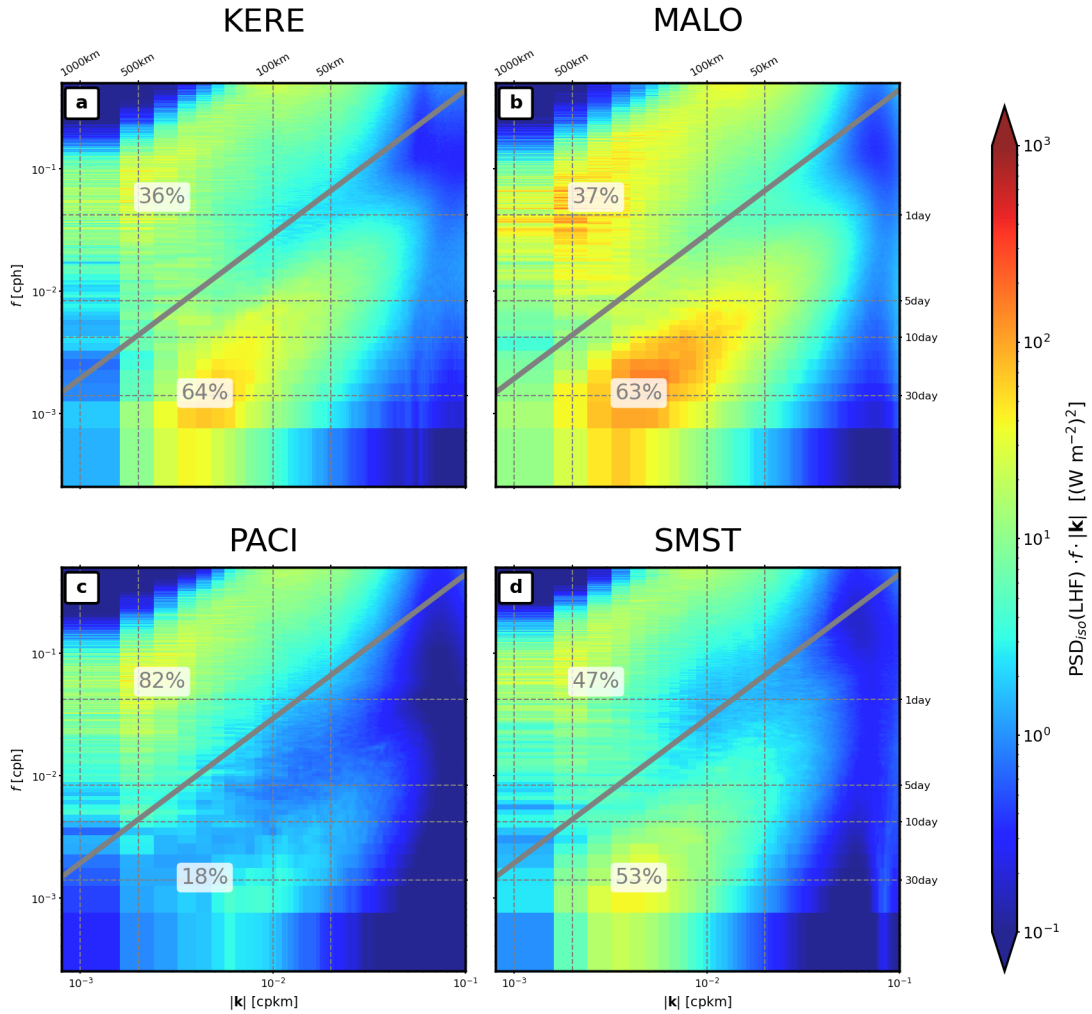 KERE MALO
1000km 500km 100km 50km 1000km 500km 100km 50km
a b
10⁻¹ 10⁻² 10⁻³
f [cph]
36% 37%
64% 63%
1day
5day
10day
30day
PACI SMST
c d
10⁻¹ 10⁻² 10⁻³
f [cph]
82% 47%
18% 53%
1day
5day
10day
30day
10⁻³ 10⁻² 10⁻¹ 10⁻³ 10⁻² 10⁻¹
|k| [cpkm] |k| [cpkm]
10³
10²
10¹
10⁰
10⁻¹
PSD_iso(LHF) · f · |k| [(W m⁻²)²]